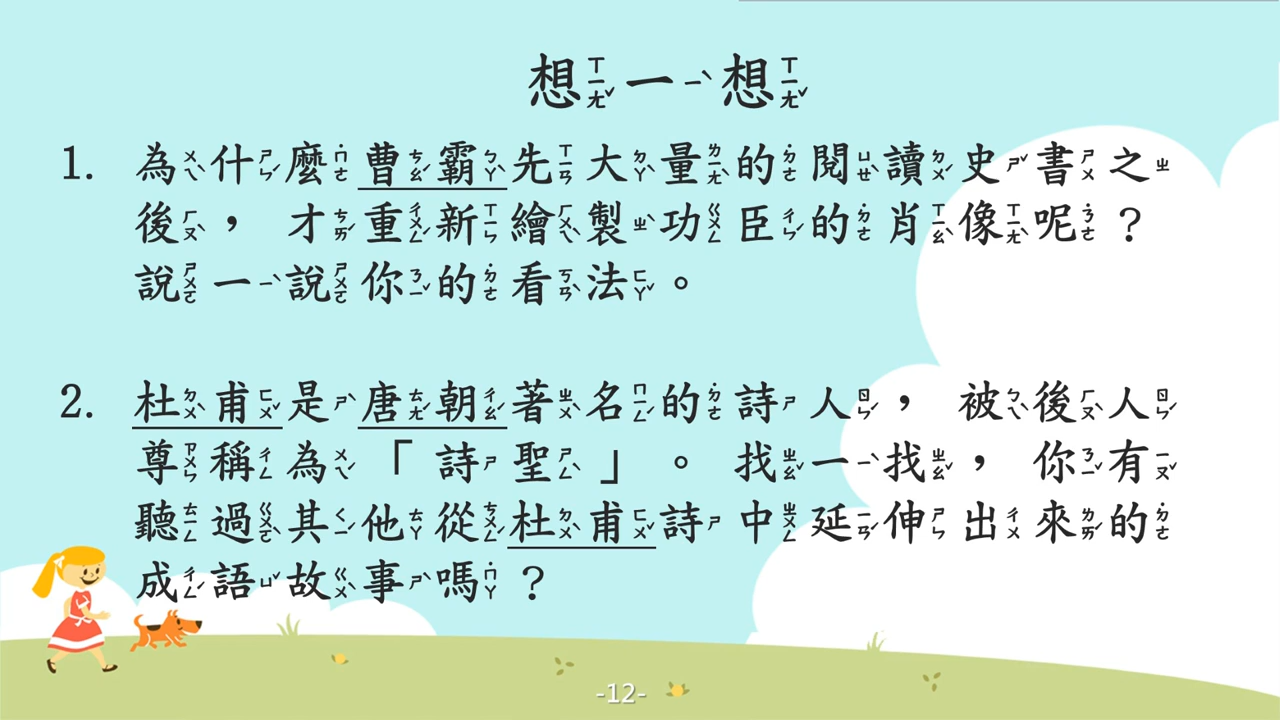 想一想
1. 為什麼曹霸先大量的閱讀史書之
後，才重新繪製功臣的肖像呢？
說一說你的看法。
2. 杜甫是唐朝著名的詩人，被後人
尊稱為「詩聖」。找一找，你有
聽過其他從杜甫詩中延伸出來的
成語故事嗎？
-12-